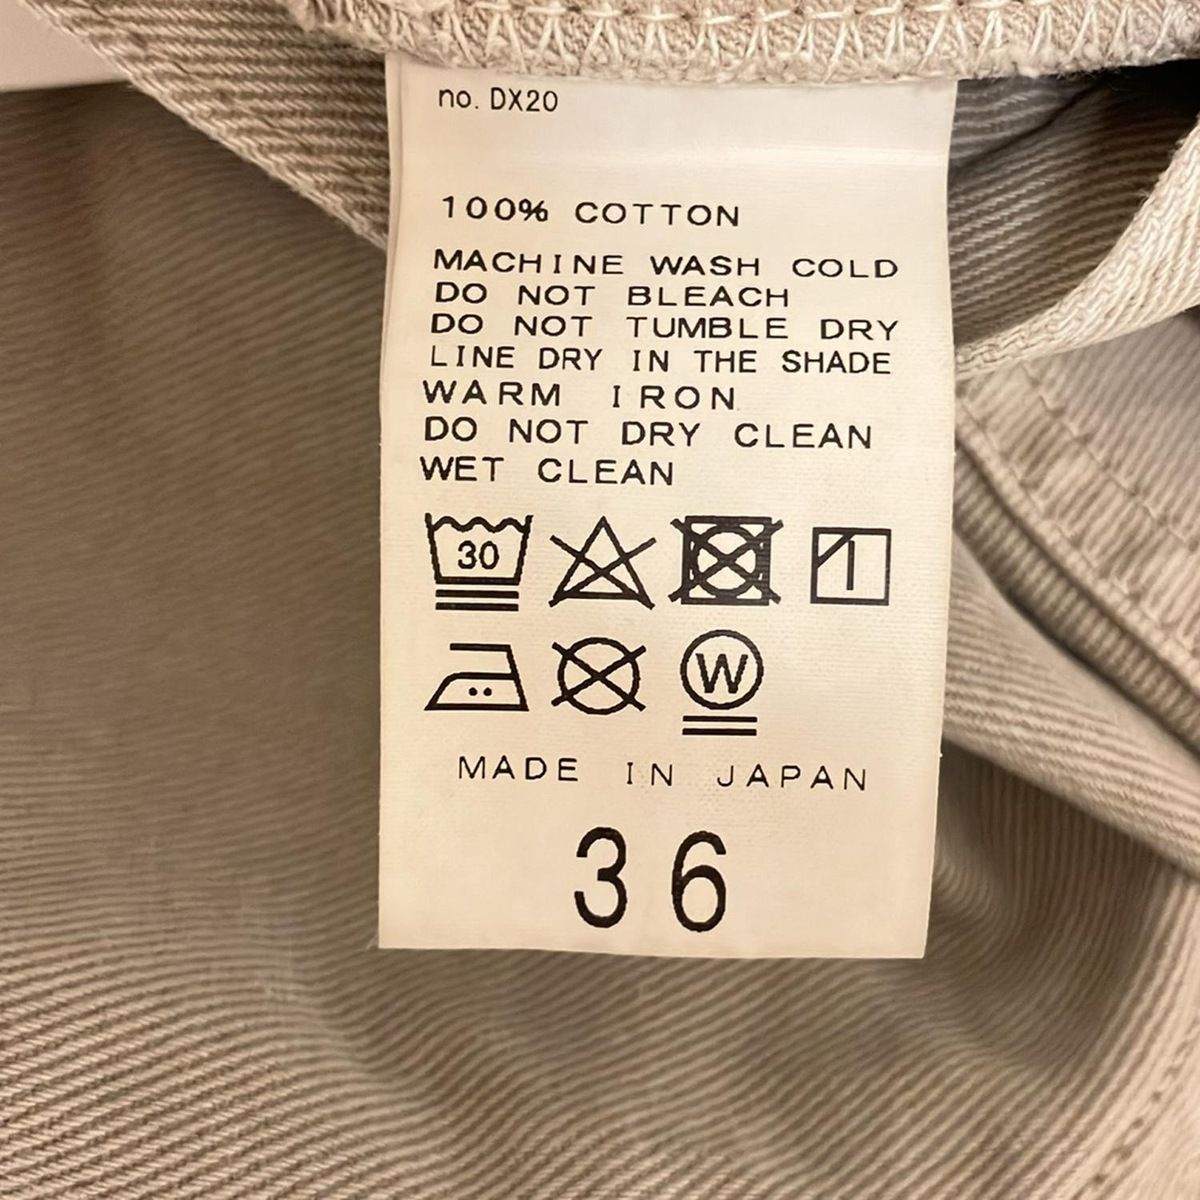 no. DX20
100% COTTON
MACHINE WASH COLD
DO NOT BLEACH
DO NOT TUMBLE DRY
LINE DRY IN THE SHADE
WARM IRON
DO NOT DRY CLEAN
WET CLEAN
30
W
MADE IN JAPAN
36